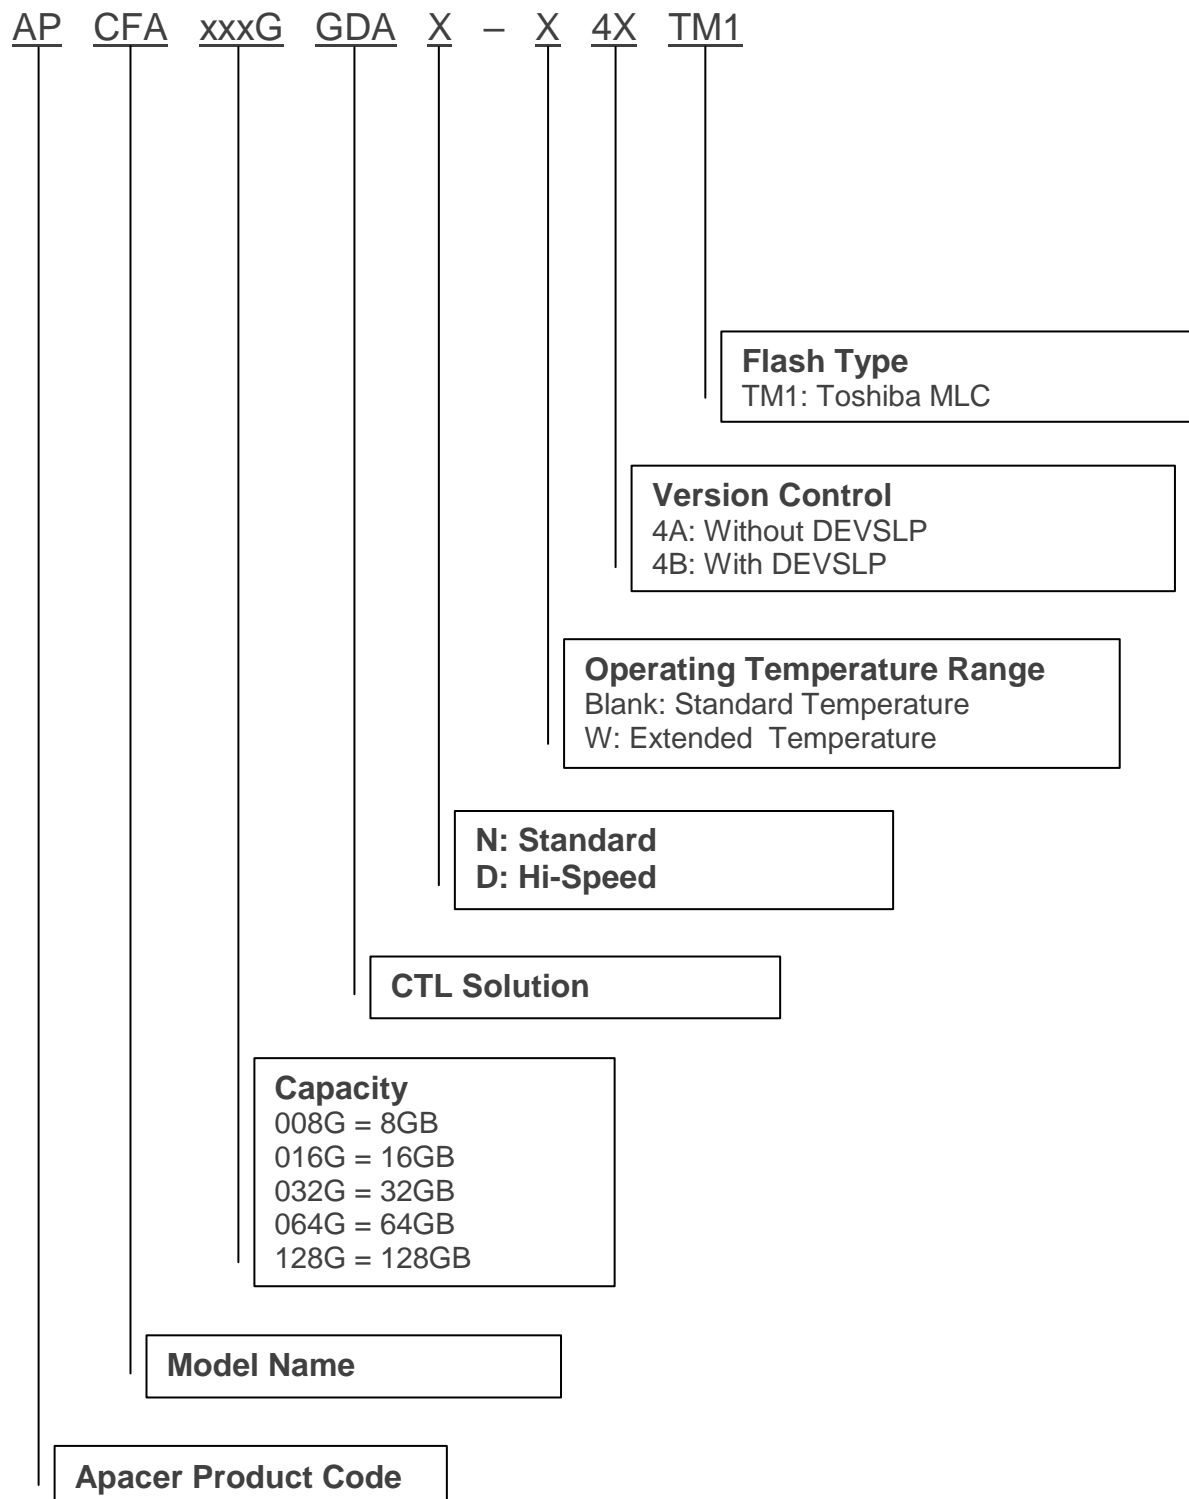 AP CFA xxxG GDA X – X 4X TM1
Flash Type
TM1: Toshiba MLC
Version Control
4A: Without DEVSLP
4B: With DEVSLP
Operating Temperature Range
Blank: Standard Temperature
W: Extended  Temperature
N: Standard
D: Hi-Speed
CTL Solution
Capacity
008G = 8GB
016G = 16GB
032G = 32GB
064G = 64GB
128G = 128GB
Model Name
Apacer Product Code